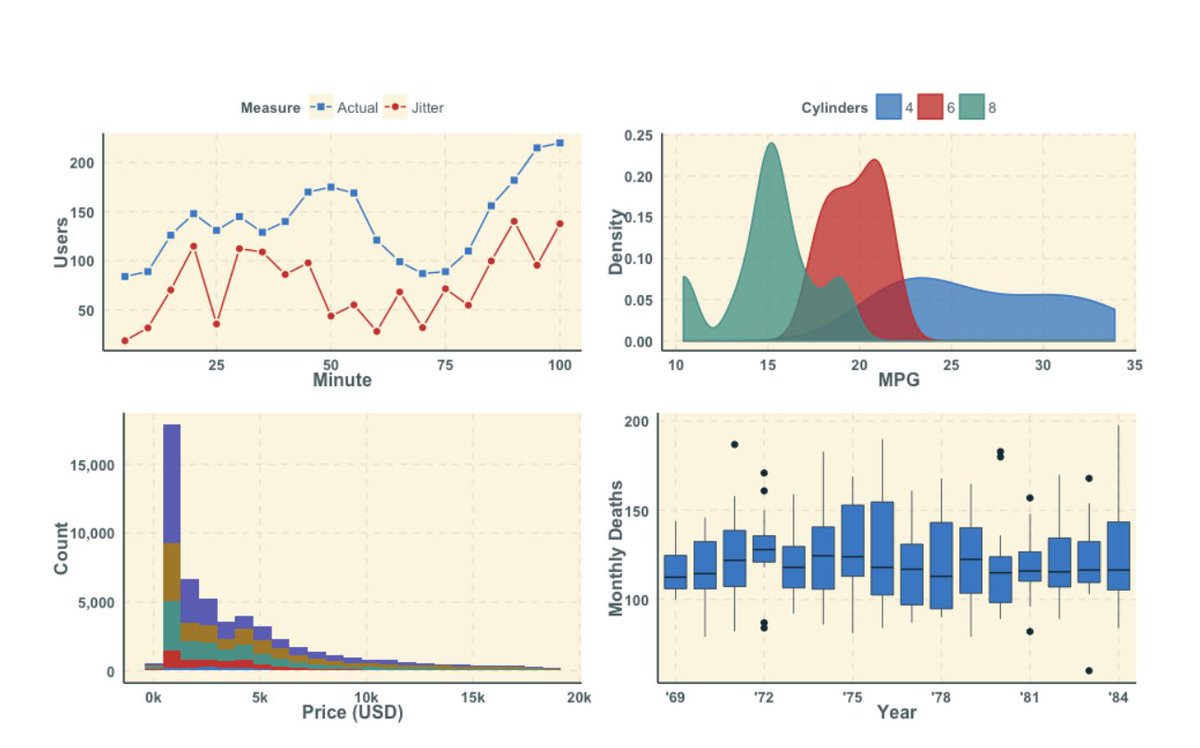 Measure Actual Jitter
200
150
100
50
Users
25 50 75 100
Minute
Cylinders 4 6 8
0.25
0.20
0.15
0.10
0.05
0.00
Density
10 15 20 25 30 35
MPG
15,000
10,000
5,000
0
Count
0k 5k 10k 15k 20k
Price (USD)
200
150
100
Monthly Deaths
'69 '72 '75 '78 '81 '84
Year